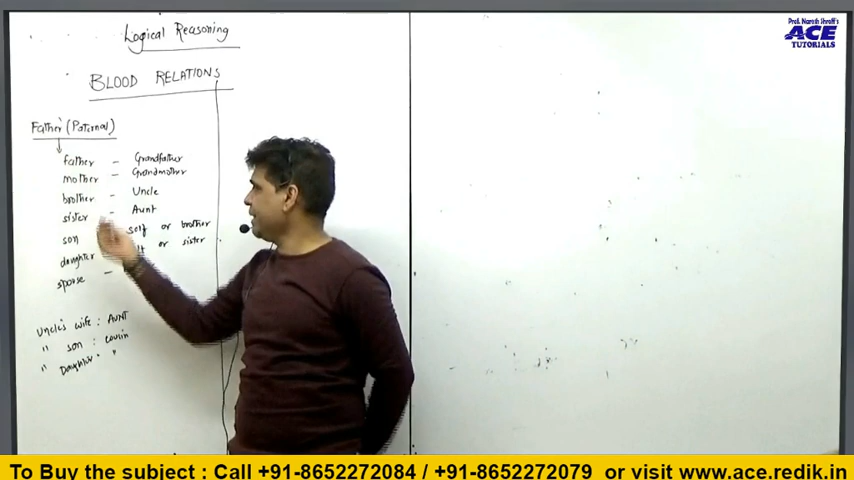 Logical Reasoning
BLOOD RELATIONS
Father (Paternal)
father - Grandfather
mother - Grandmother
brother - Uncle
sister - Aunt
son self or brother
daughter or sister
spouse -
Uncle's wife : AUNT
" son : cousin
" Daughter " "
Prof. Naresh Shroff's
ACE
TUTORIALS
To Buy the subject : Call +91-8652272084 / +91-8652272079 or visit www.ace.redik.in